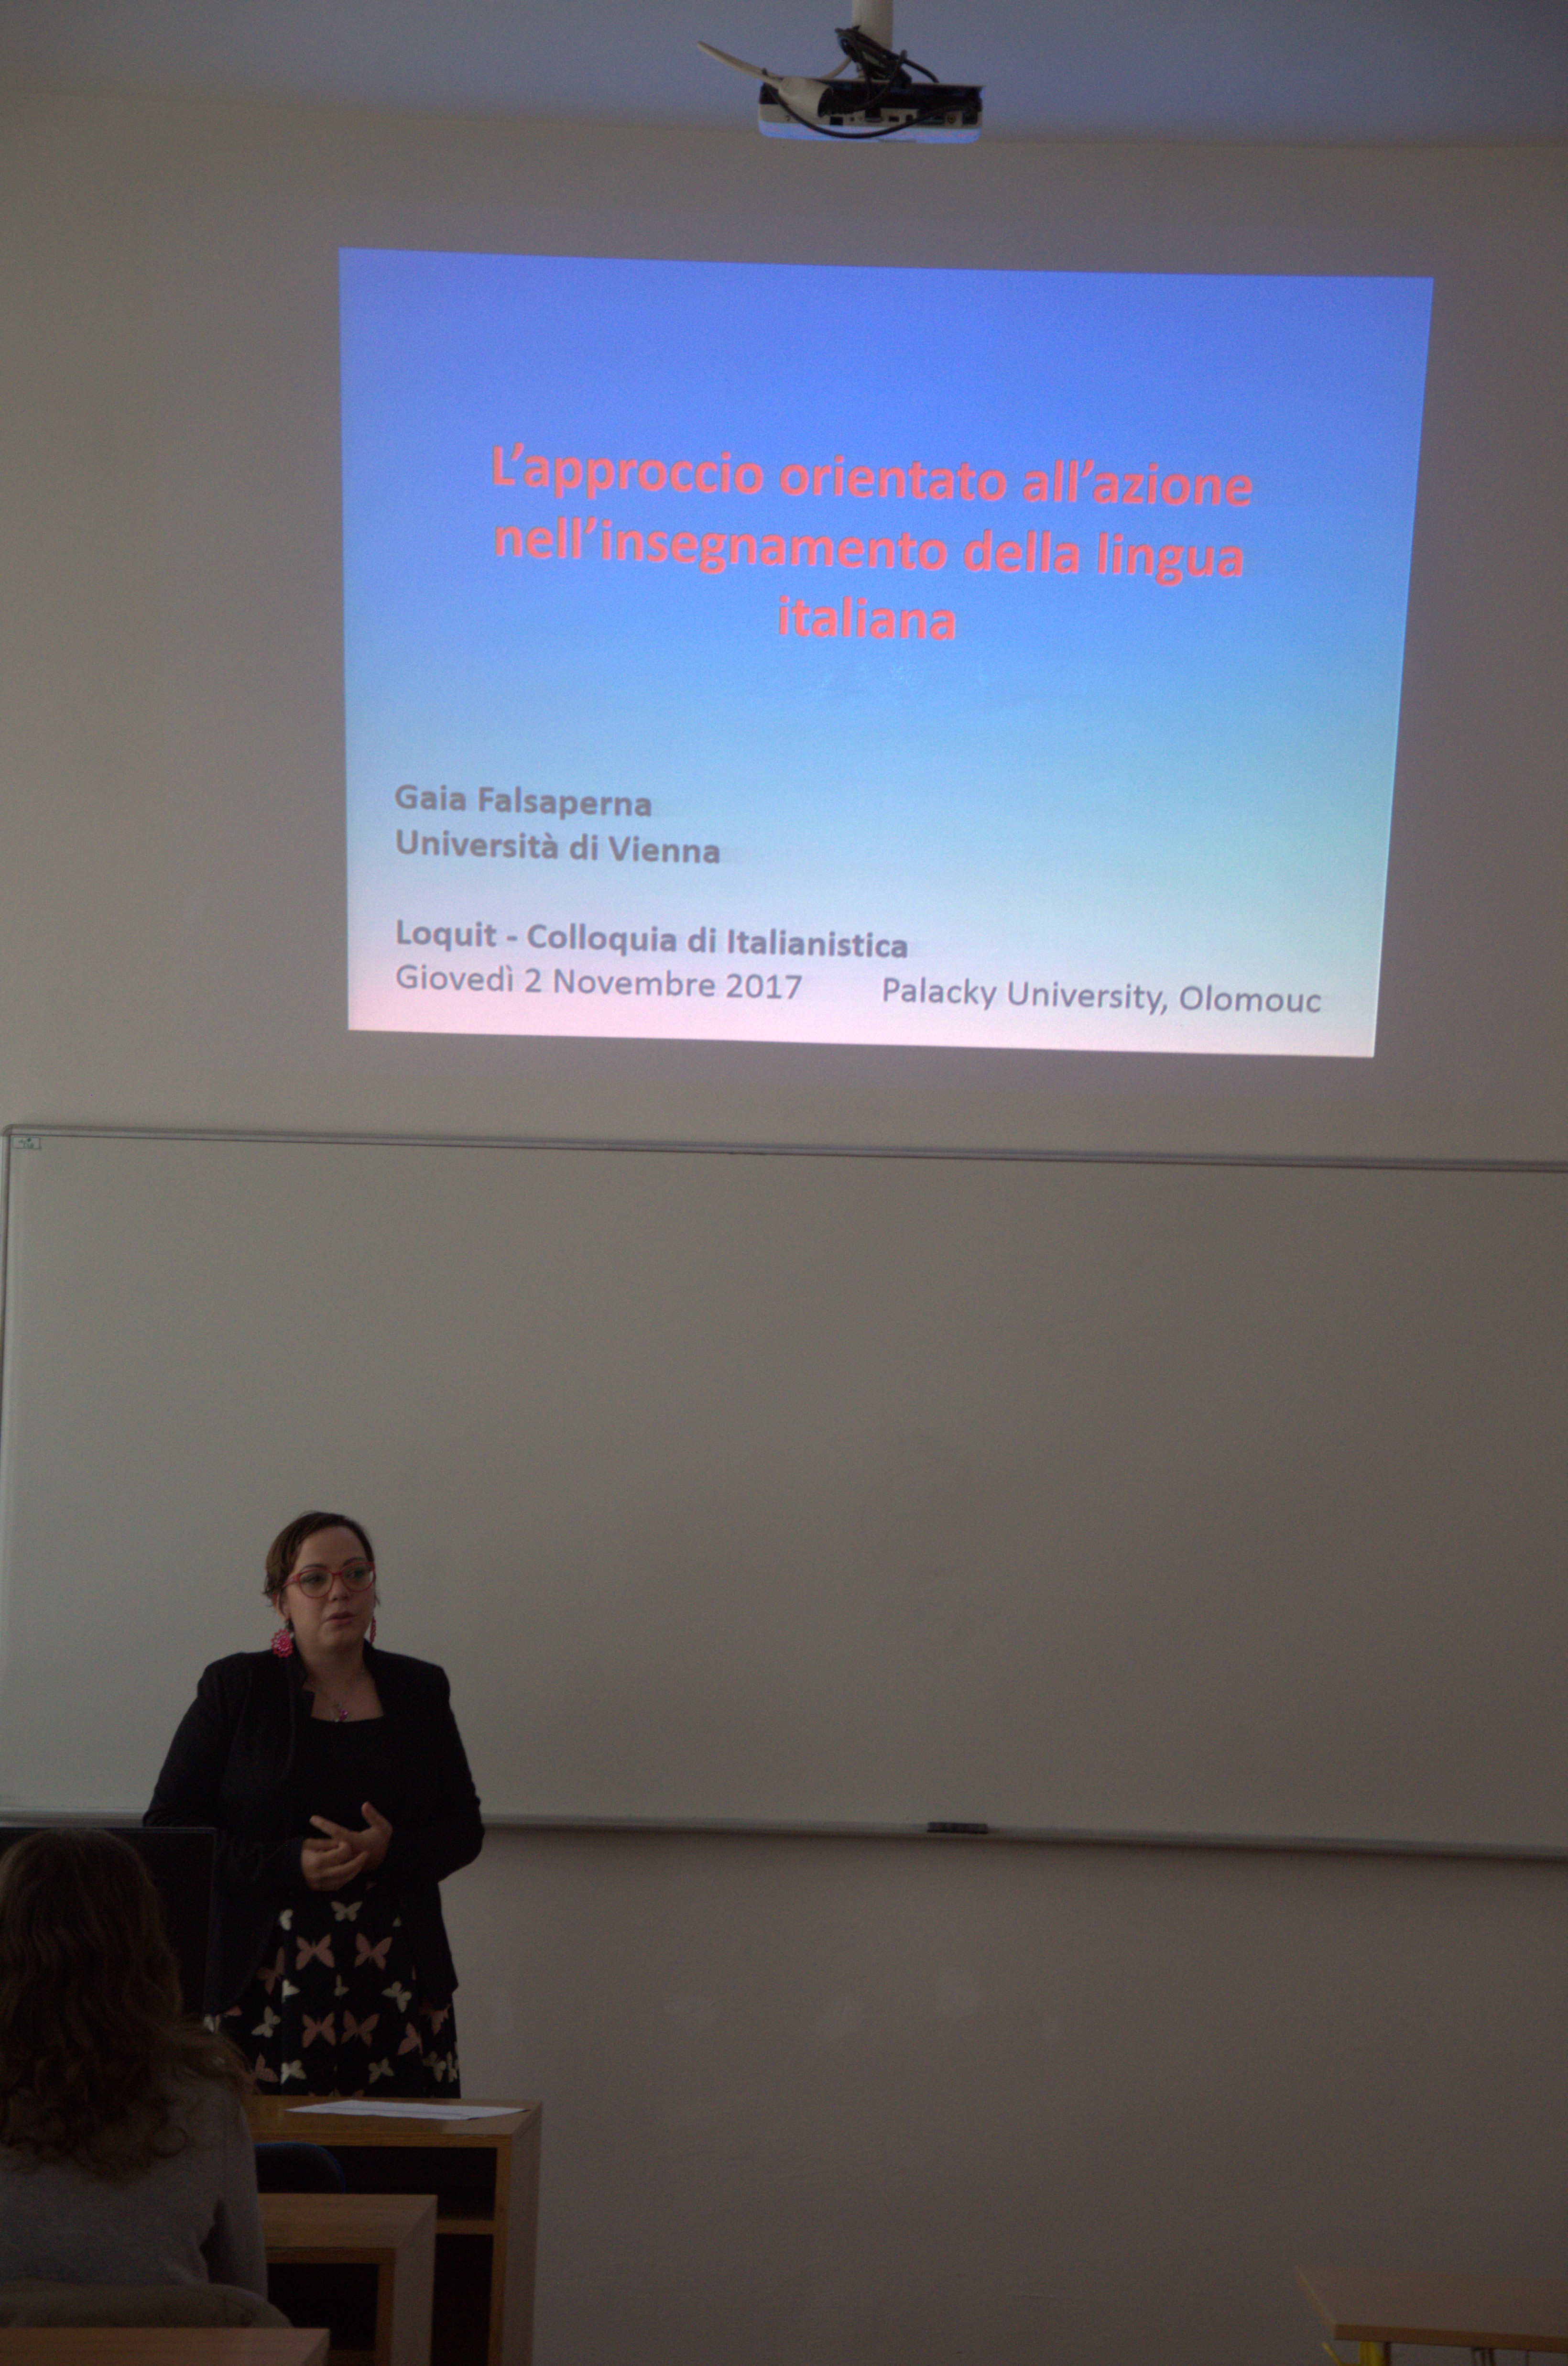 L'approccio orientato all'azione
nell'insegnamento della lingua
italiana
Gaia Falsaperna
Università di Vienna
Loquit - Colloquia di Italianistica
Giovedì 2 Novembre 2017 Palacky University, Olomouc